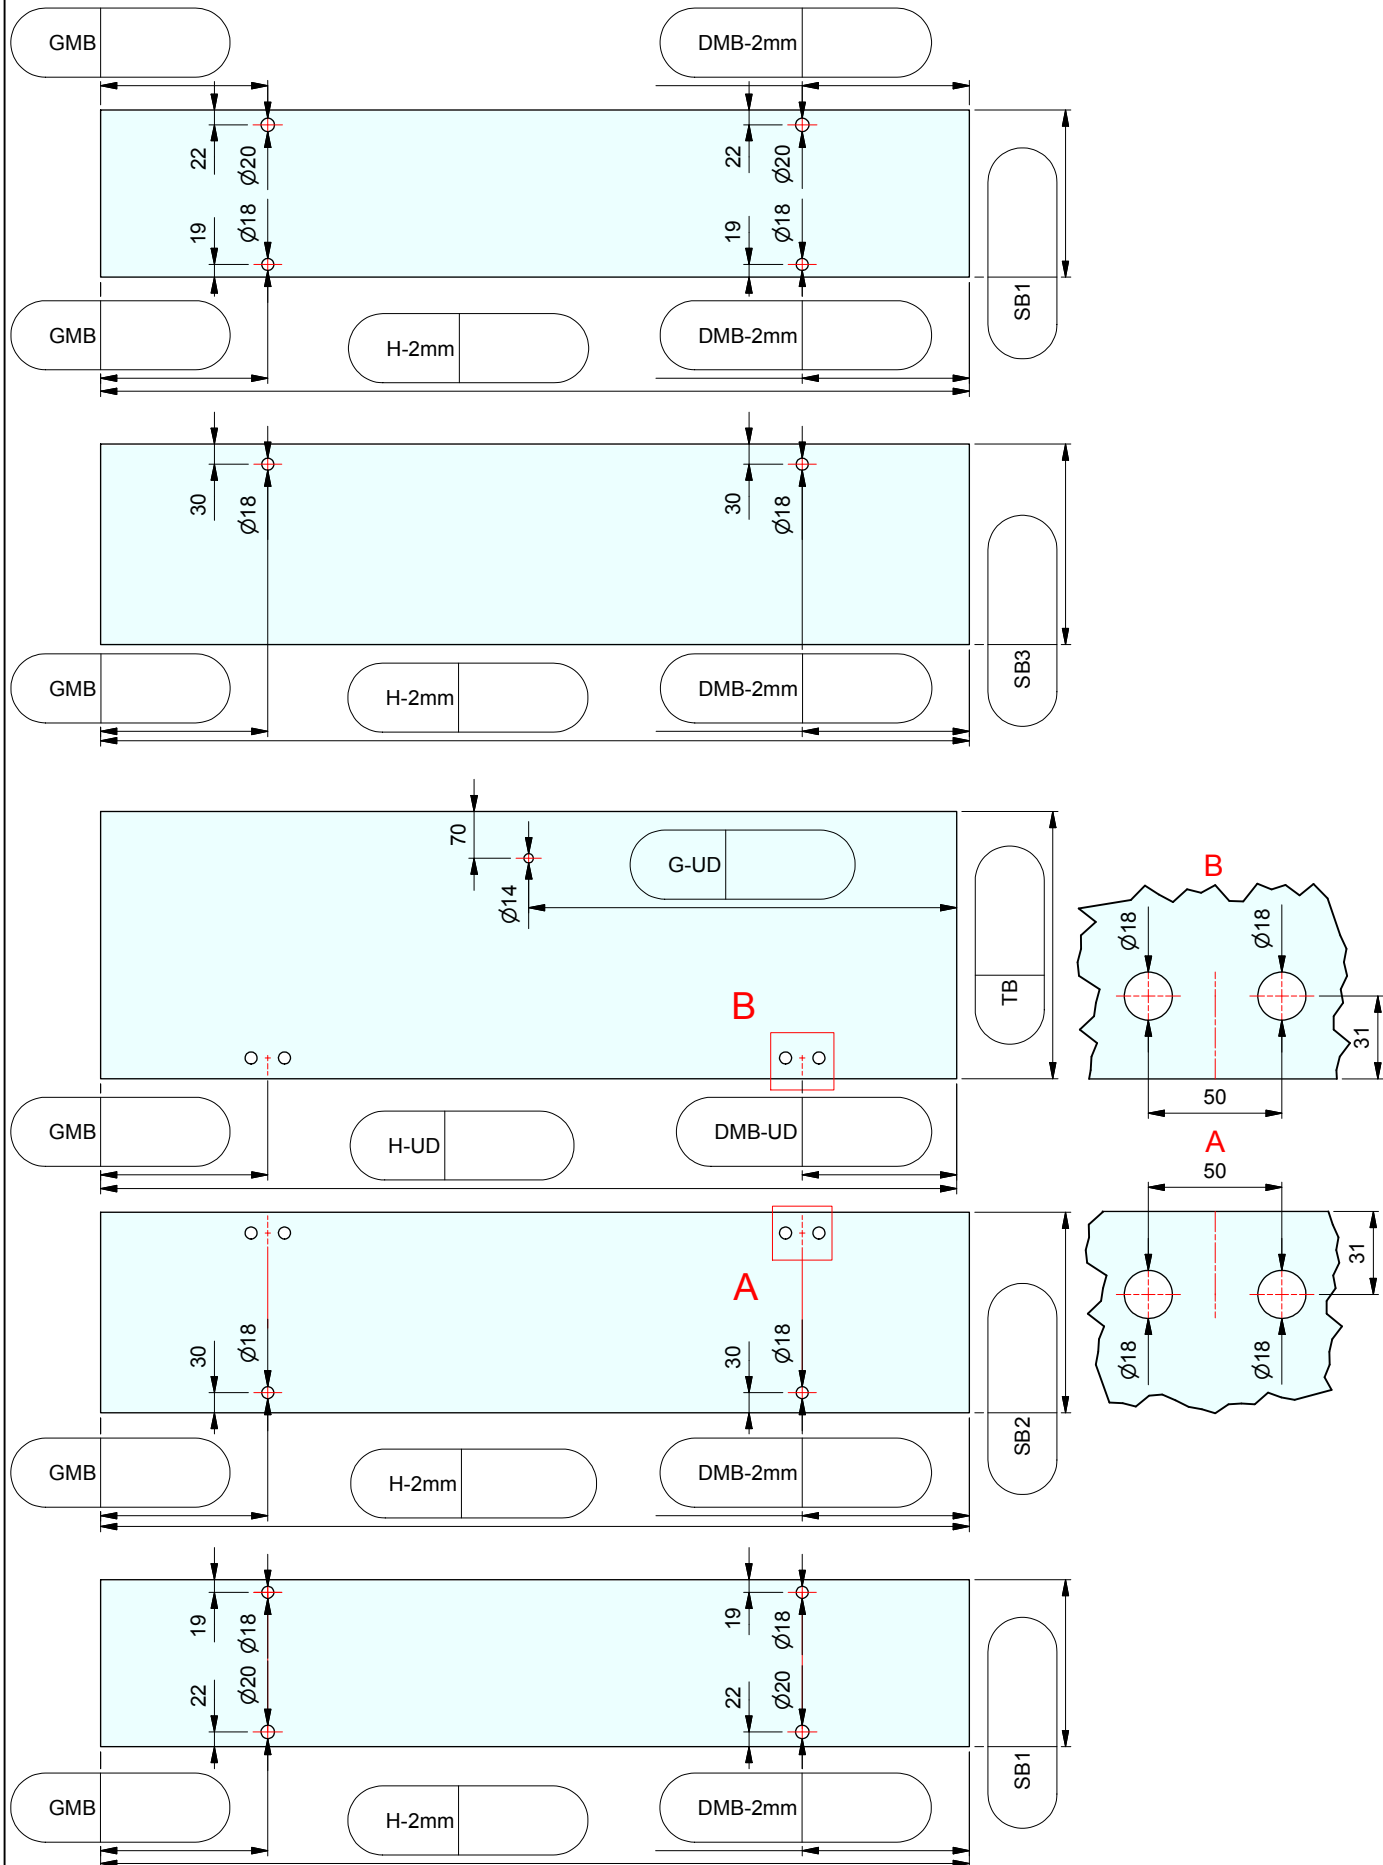 GMB
DMB-2mm
22
Ø20
22
Ø20
19
Ø18
19
Ø18
SB1
GMB
H-2mm
DMB-2mm
30
Ø18
30
Ø18
SB3
GMB
H-2mm
DMB-2mm
70
Ø14
G-UD
TB
B
B
Ø18
Ø18
31
50
GMB
H-UD
DMB-UD
A
50
31
Ø18
Ø18
A
30
Ø18
30
Ø18
SB2
GMB
H-2mm
DMB-2mm
19
Ø18
19
Ø18
22
Ø20
22
Ø20
SB1
GMB
H-2mm
DMB-2mm